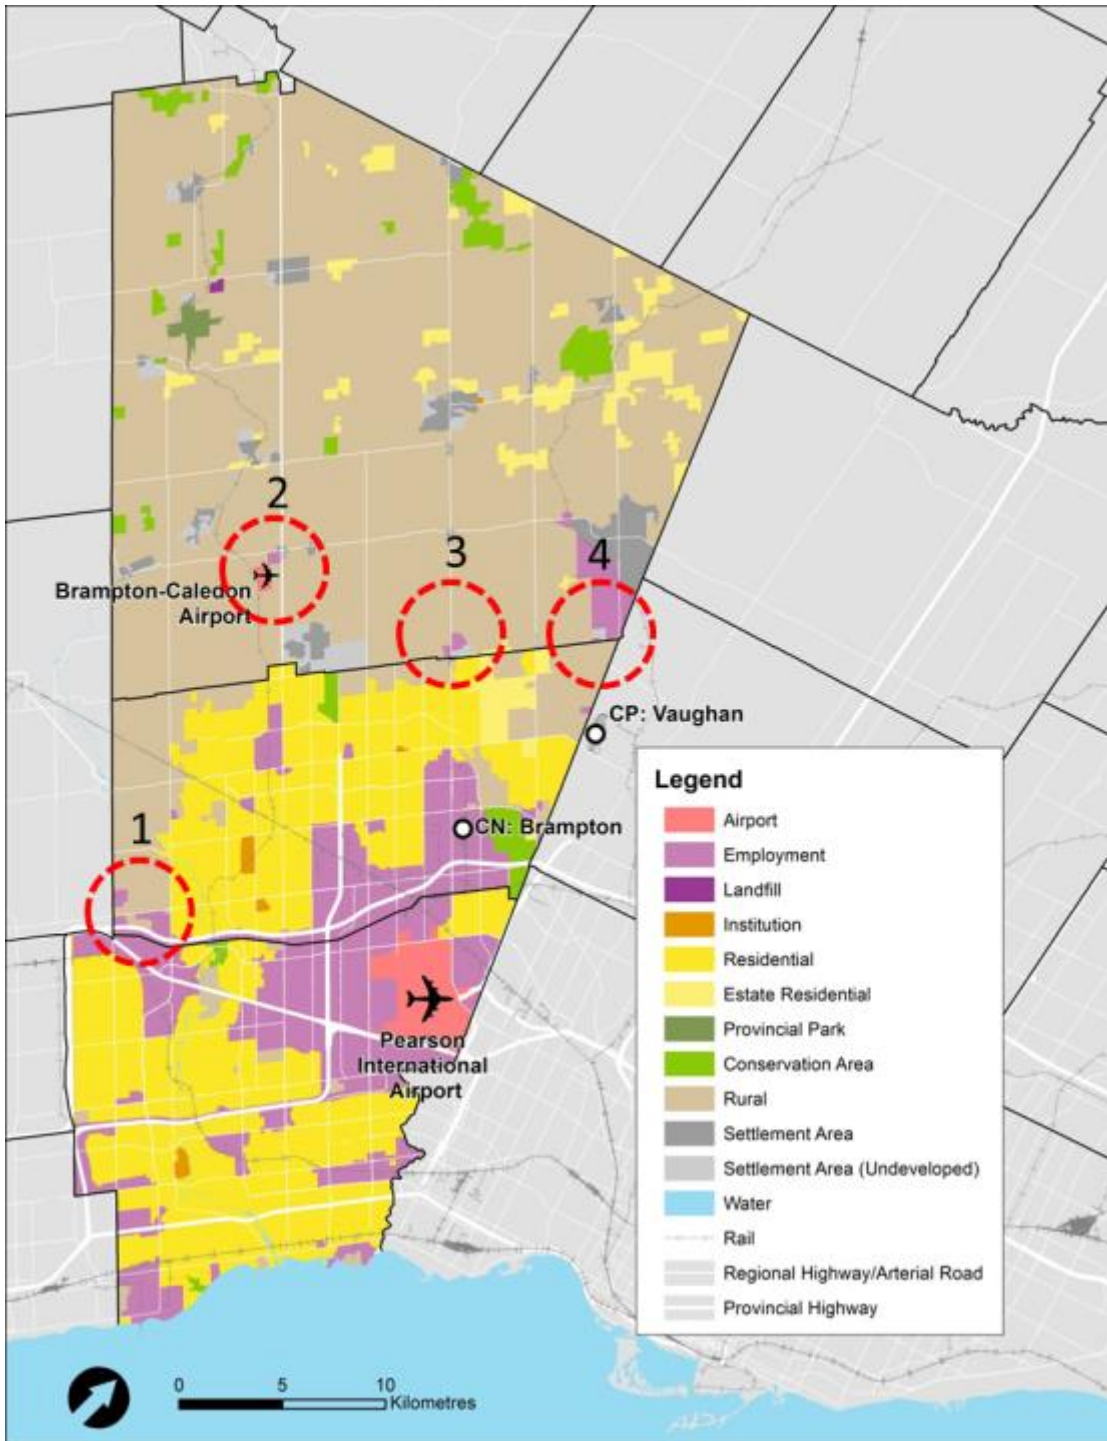 2
3
4
Brampton-Caledon
Airport
CP: Vaughan
1
CN: Brampton
Pearson
International
Airport
Legend
Airport
Employment
Landfill
Institution
Residential
Estate Residential
Provincial Park
Conservation Area
Rural
Settlement Area
Settlement Area (Undeveloped)
Water
Rail
Regional Highway/Arterial Road
Provincial Highway
0 5 10
Kilometres